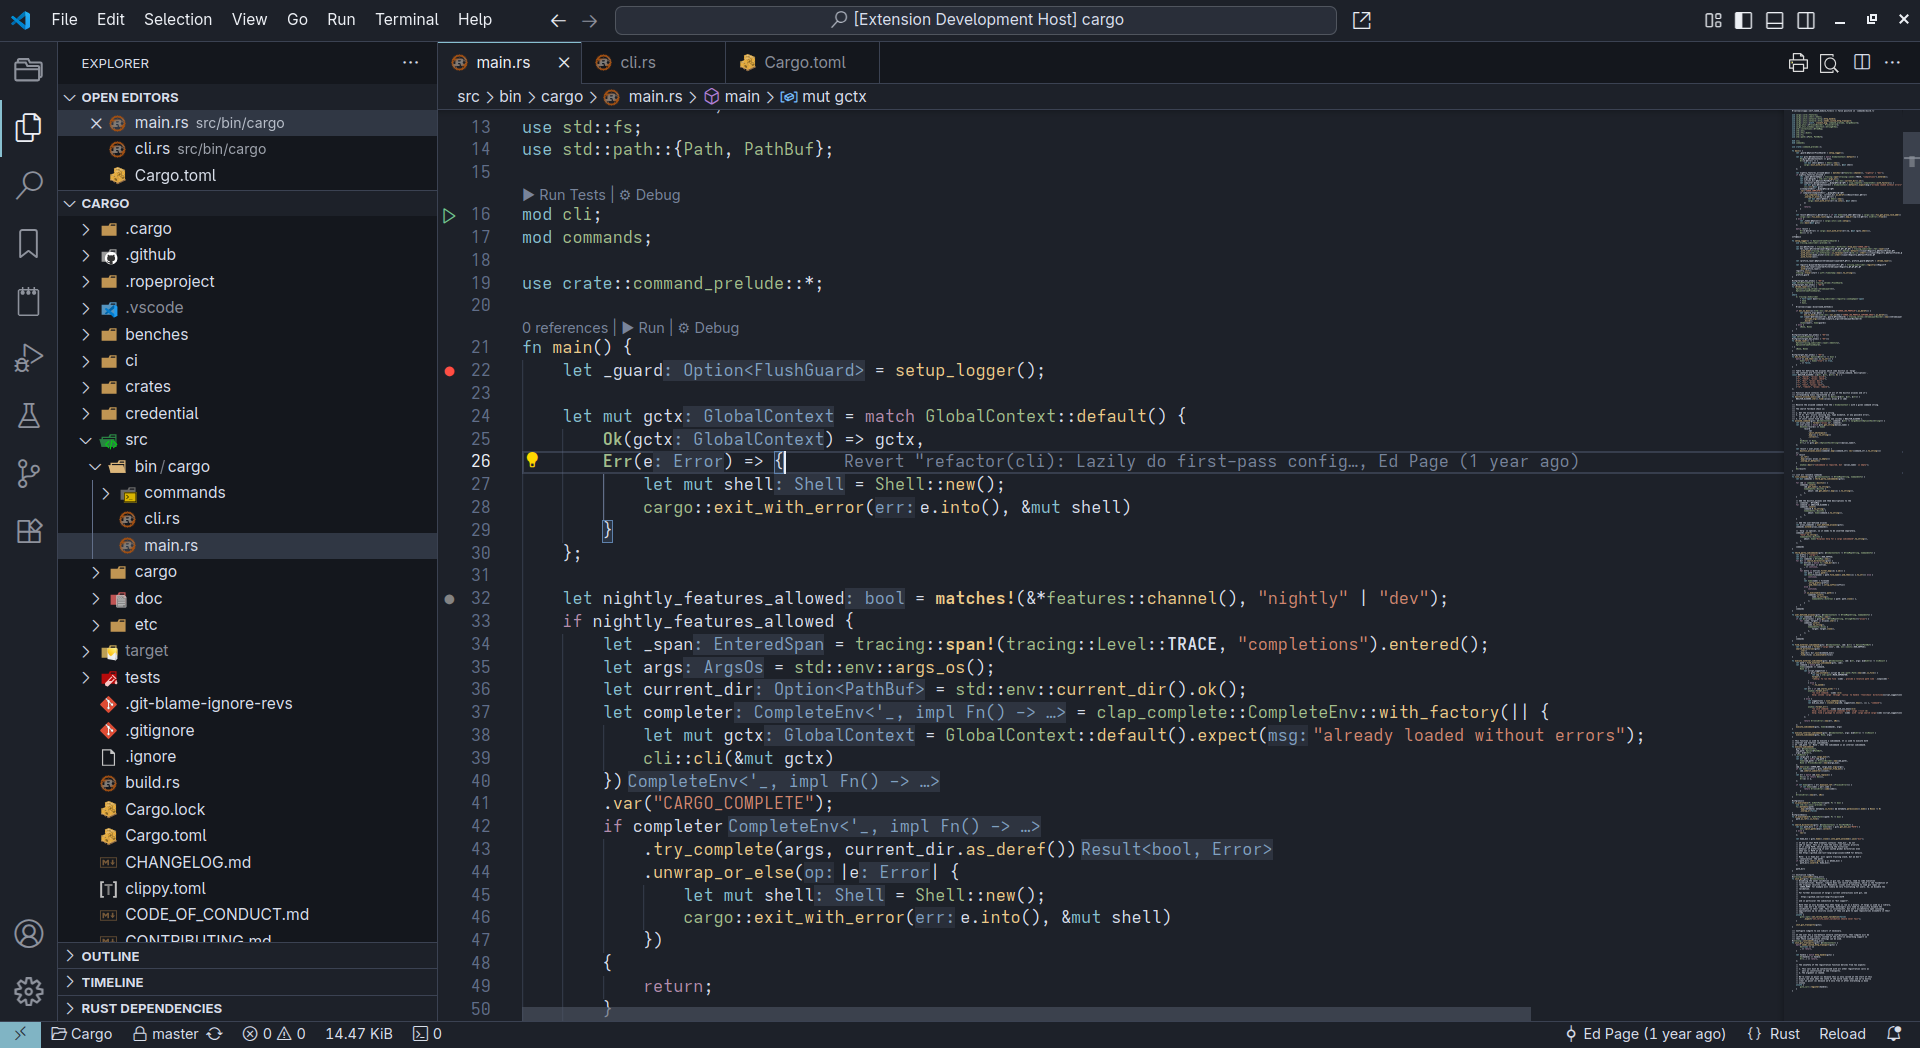 File Edit Selection View Go Run Terminal Help
[Extension Development Host] cargo
EXPLORER
OPEN EDITORS
main.rs src/bin/cargo
cli.rs src/bin/cargo
Cargo.toml
CARGO
.cargo
.github
.ropeproject
.vscode
benches
ci
crates
credential
src
bin / cargo
commands
cli.rs
main.rs
cargo
doc
etc
target
tests
.git-blame-ignore-revs
.gitignore
.ignore
build.rs
Cargo.lock
Cargo.toml
CHANGELOG.md
clippy.toml
CODE_OF_CONDUCT.md
CONTRIBUTING.md
OUTLINE
TIMELINE
RUST DEPENDENCIES
main.rs cli.rs Cargo.toml
src > bin > cargo > main.rs > main > mut gctx
13 use std::fs;
14 use std::path::{Path, PathBuf};
15
▶ Run Tests | ⚙ Debug
16 mod cli;
17 mod commands;
18
19 use crate::command_prelude::*;
20
0 references | ▶ Run | ⚙ Debug
21 fn main() {
22 let _guard: Option<FlushGuard> = setup_logger();
23
24 let mut gctx: GlobalContext = match GlobalContext::default() {
25 Ok(gctx: GlobalContext) => gctx,
26 Err(e: Error) => { Revert "refactor(cli): Lazily do first-pass config…, Ed Page (1 year ago)
27 let mut shell: Shell = Shell::new();
28 cargo::exit_with_error(err: e.into(), &mut shell)
29 }
30 };
31
32 let nightly_features_allowed: bool = matches!(&*features::channel(), "nightly" | "dev");
33 if nightly_features_allowed {
34 let _span: EnteredSpan = tracing::span!(tracing::Level::TRACE, "completions").entered();
35 let args: ArgsOs = std::env::args_os();
36 let current_dir: Option<PathBuf> = std::env::current_dir().ok();
37 let completer: CompleteEnv<'_, impl Fn() -> …> = clap_complete::CompleteEnv::with_factory(|| {
38 let mut gctx: GlobalContext = GlobalContext::default().expect(msg: "already loaded without errors");
39 cli::cli(&mut gctx)
40 }) CompleteEnv<'_, impl Fn() -> …>
41 .var("CARGO_COMPLETE");
42 if completer CompleteEnv<'_, impl Fn() -> …>
43 .try_complete(args, current_dir.as_deref()) Result<bool, Error>
44 .unwrap_or_else(op: |e: Error| {
45 let mut shell: Shell = Shell::new();
46 cargo::exit_with_error(err: e.into(), &mut shell)
47 })
48 {
49 return;
50 }
Cargo master 0 0 14.47 KiB 0 Ed Page (1 year ago) {} Rust Reload